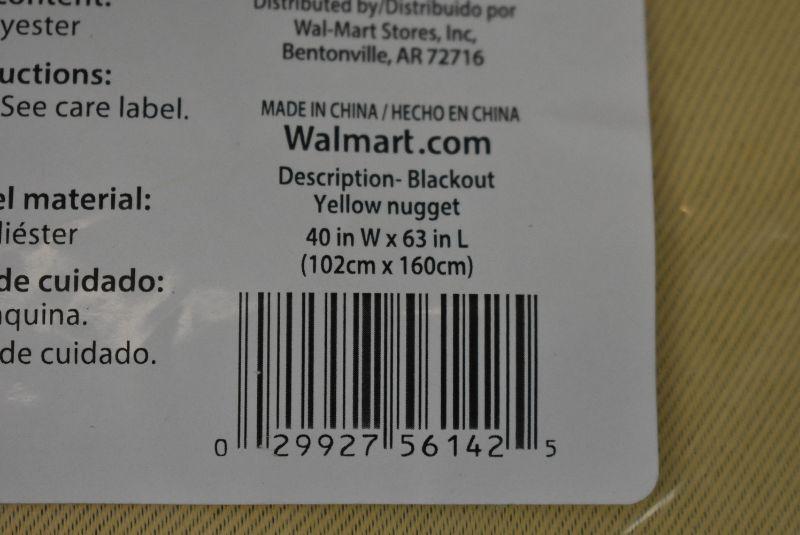 yester
uctions:
See care label.
el material:
iéster
de cuidado:
quina.
de cuidado.
Distributed by/Distribuido por
Wal-Mart Stores, Inc,
Bentonville, AR 72716
MADE IN CHINA / HECHO EN CHINA
Walmart.com
Description- Blackout
Yellow nugget
40 in W x 63 in L
(102cm x 160cm)
0 29927 56142 5